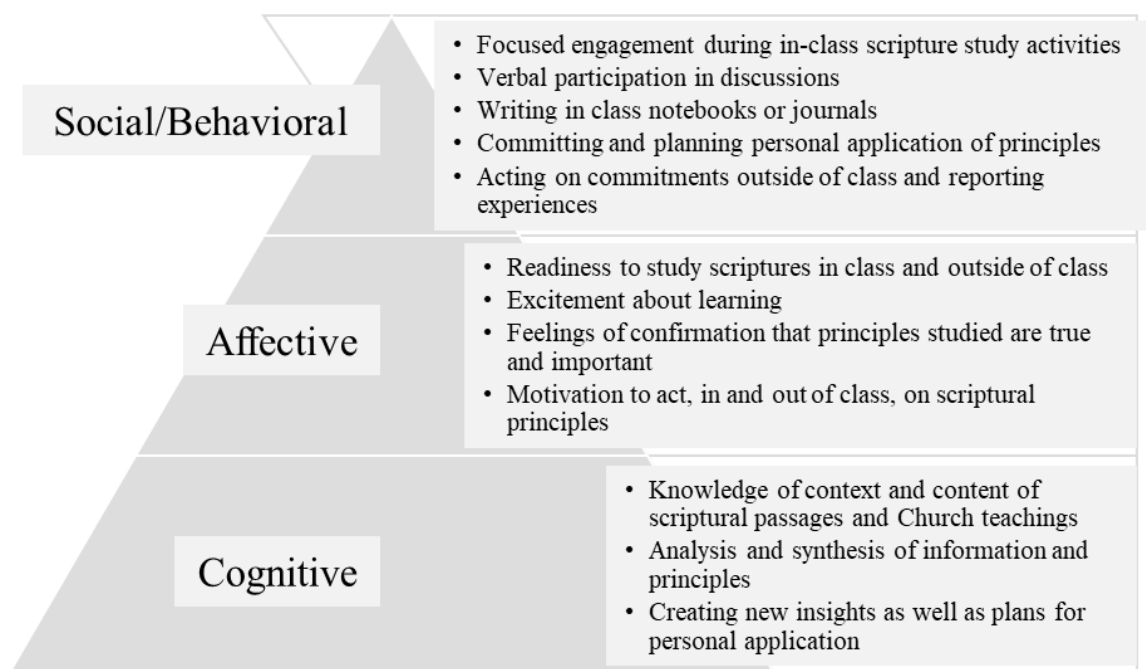 Social/Behavioral
• Focused engagement during in-class scripture study activities
• Verbal participation in discussions
• Writing in class notebooks or journals
• Committing and planning personal application of principles
• Acting on commitments outside of class and reporting
experiences
Affective
• Readiness to study scriptures in class and outside of class
• Excitement about learning
• Feelings of confirmation that principles studied are true
and important
• Motivation to act, in and out of class, on scriptural
principles
Cognitive
• Knowledge of context and content of
scriptural passages and Church teachings
• Analysis and synthesis of information and
principles
• Creating new insights as well as plans for
personal application